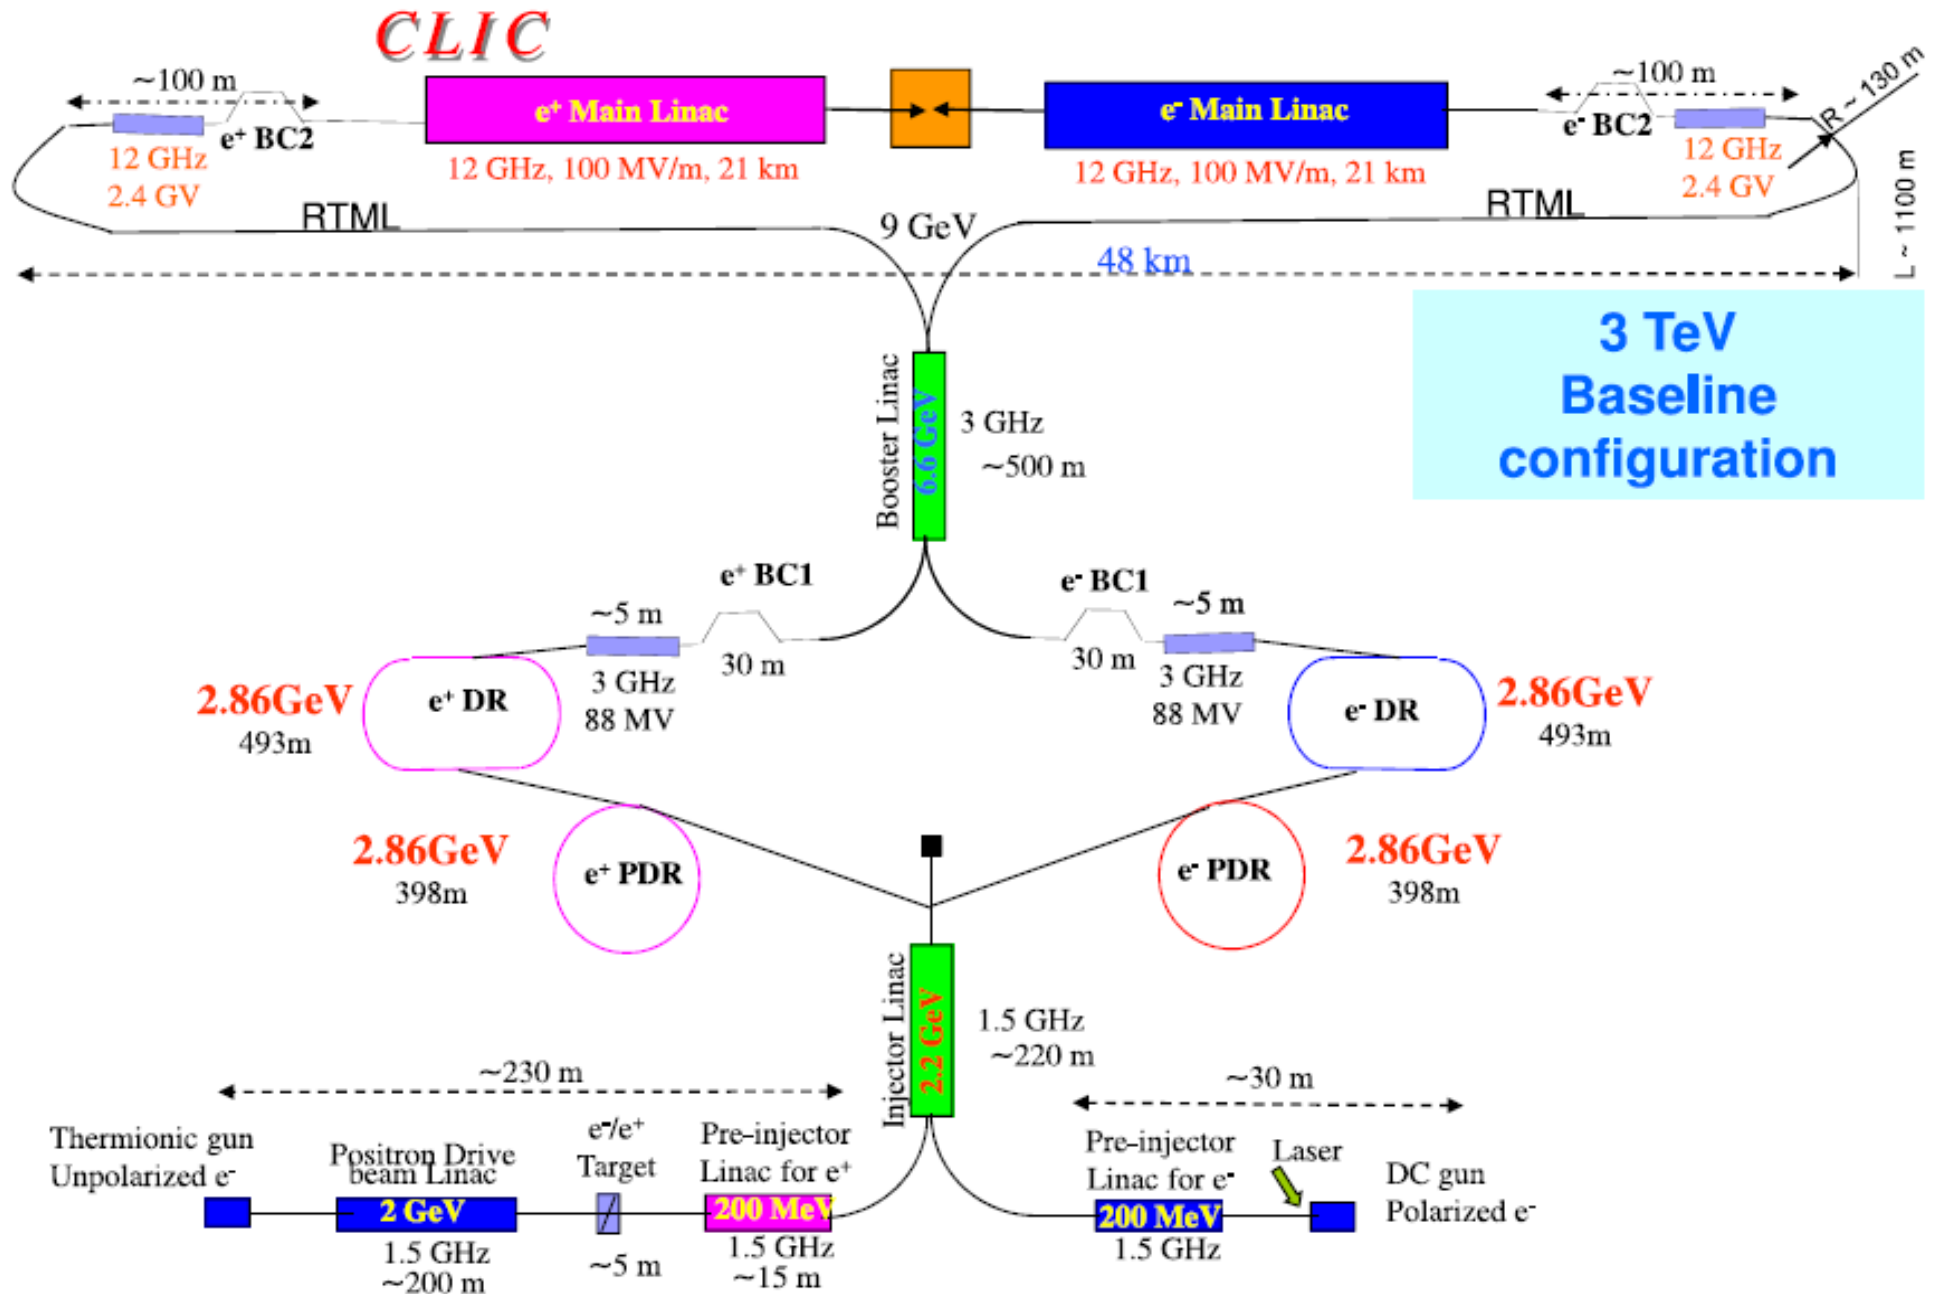 CLIC
~100 m
e⁺ Main Linac
e⁻ Main Linac
~100 m
R ~ 130 m
e⁺ BC2
e⁻ BC2
12 GHz
2.4 GV
12 GHz, 100 MV/m, 21 km
12 GHz, 100 MV/m, 21 km
12 GHz
2.4 GV
L ~ 1100 m
RTML
9 GeV
RTML
48 km
3 TeV
Baseline
configuration
Booster Linac
6.6 GeV
3 GHz
~500 m
e⁺ BC1
e⁻ BC1
~5 m
~5 m
30 m
30 m
3 GHz
88 MV
3 GHz
88 MV
2.86GeV
493m
e⁺ DR
e⁻ DR
2.86GeV
493m
2.86GeV
398m
e⁺ PDR
e⁻ PDR
2.86GeV
398m
Injector Linac
2.2 GeV
1.5 GHz
~220 m
~230 m
~30 m
Thermionic gun
Unpolarized e⁻
Positron Drive
beam Linac
e⁻/e⁺
Target
Pre-injector
Linac for e⁺
Pre-injector
Linac for e⁻
Laser
DC gun
Polarized e⁻
2 GeV
200 MeV
200 MeV
1.5 GHz
~200 m
~5 m
1.5 GHz
~15 m
1.5 GHz